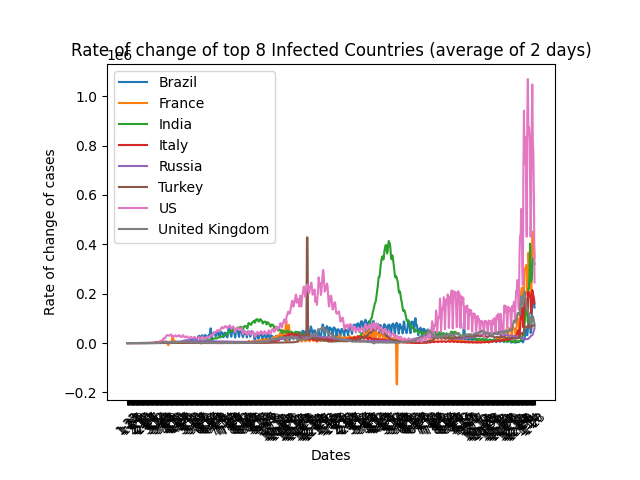 Rate of change of top 8 Infected Countries (average of 2 days)
1e6
Brazil
France
India
Italy
Russia
Turkey
US
United Kingdom
1.0
0.8
0.6
0.4
0.2
0.0
−0.2
Rate of change of cases
Dates